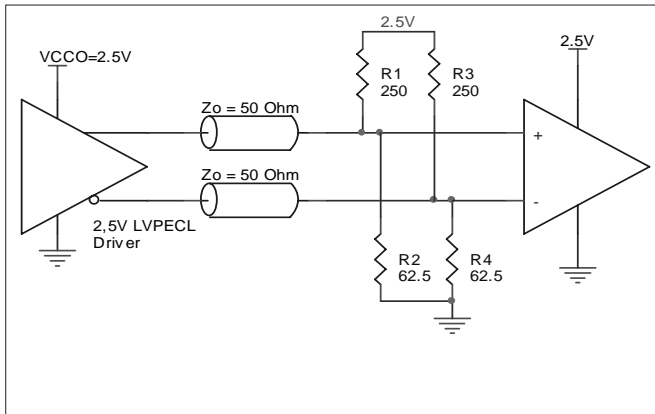 2.5V
VCCO=2.5V
2.5V
R1
250
R3
250
Zo = 50 Ohm
+
Zo = 50 Ohm
-
2,5V LVPECL
Driver
R2
62.5
R4
62.5